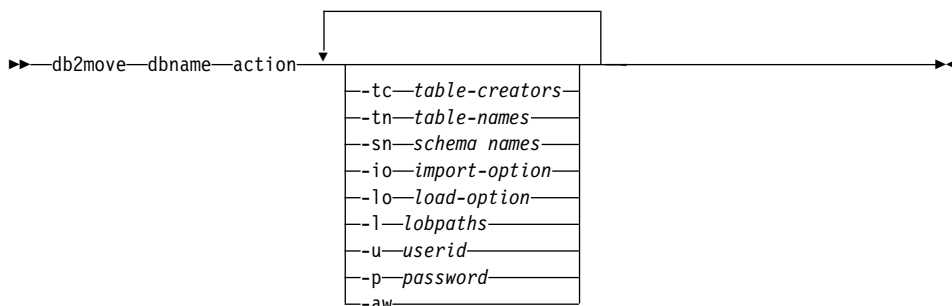 db2move dbname action
-tc table-creators
-tn table-names
-sn schema names
-io import-option
-lo load-option
-l lobpaths
-u userid
-p password
-aw